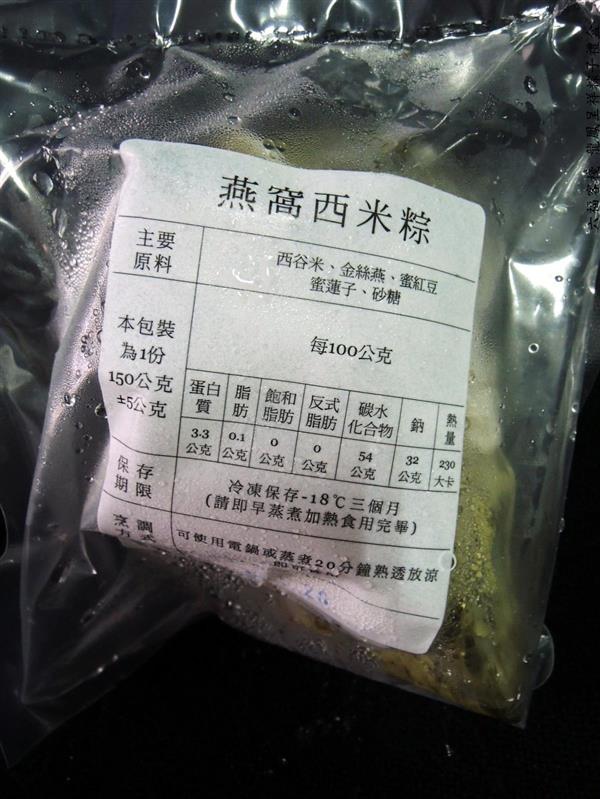 燕窩西米粽
主要
原料
西谷米、金絲燕、蜜紅豆
蜜蓮子、砂糖
本包裝
為1份
150公克
±5公克
每100公克
蛋白
質
脂
肪
飽和
脂肪
反式
脂肪
碳水
化合物
鈉
熱
量
3.3
公克
0.1
公克
0
公克
0
公克
54
公克
32
公克
230
大卡
保存
期限
冷凍保存-18℃三個月
(請即早蒸煮加熱食用完畢)
烹調
方式
可使用電鍋或蒸煮20分鐘熟透放涼